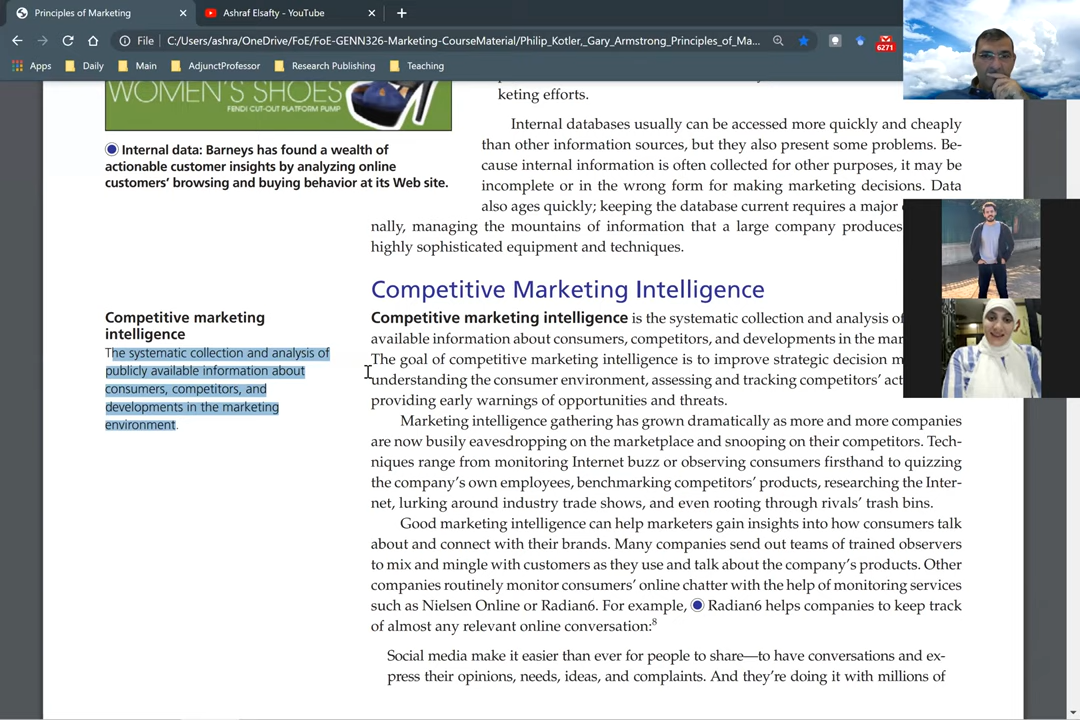 Principles of Marketing
Ashraf Elsafty - YouTube
File
C:/Users/ashra/OneDrive/FoE/FoE-GENN326-Marketing-CourseMaterial/Philip_Kotler,_Gary_Armstrong_Principles_of_Ma...
6271
Apps
Daily
Main
AdjunctProfessor
Research Publishing
Teaching
WOMEN'S SHOES
FENDI CUT-OUT PLATFORM PUMP
Internal data: Barneys has found a wealth of
actionable customer insights by analyzing online
customers' browsing and buying behavior at its Web site.
keting efforts.
Internal databases usually can be accessed more quickly and cheaply
than other information sources, but they also present some problems. Be-
cause internal information is often collected for other purposes, it may be
incomplete or in the wrong form for making marketing decisions. Data
also ages quickly; keeping the database current requires a major
nally, managing the mountains of information that a large company produces
highly sophisticated equipment and techniques.
Competitive Marketing Intelligence
Competitive marketing
intelligence
The systematic collection and analysis of
publicly available information about
consumers, competitors, and
developments in the marketing
environment.
Competitive marketing intelligence is the systematic collection and analysis of
available information about consumers, competitors, and developments in the mar
The goal of competitive marketing intelligence is to improve strategic decision m
understanding the consumer environment, assessing and tracking competitors' act
providing early warnings of opportunities and threats.
Marketing intelligence gathering has grown dramatically as more and more companies
are now busily eavesdropping on the marketplace and snooping on their competitors. Tech-
niques range from monitoring Internet buzz or observing consumers firsthand to quizzing
the company's own employees, benchmarking competitors' products, researching the Inter-
net, lurking around industry trade shows, and even rooting through rivals' trash bins.
Good marketing intelligence can help marketers gain insights into how consumers talk
about and connect with their brands. Many companies send out teams of trained observers
to mix and mingle with customers as they use and talk about the company's products. Other
companies routinely monitor consumers' online chatter with the help of monitoring services
such as Nielsen Online or Radian6. For example, Radian6 helps companies to keep track
of almost any relevant online conversation:8
Social media make it easier than ever for people to share—to have conversations and ex-
press their opinions, needs, ideas, and complaints. And they're doing it with millions of